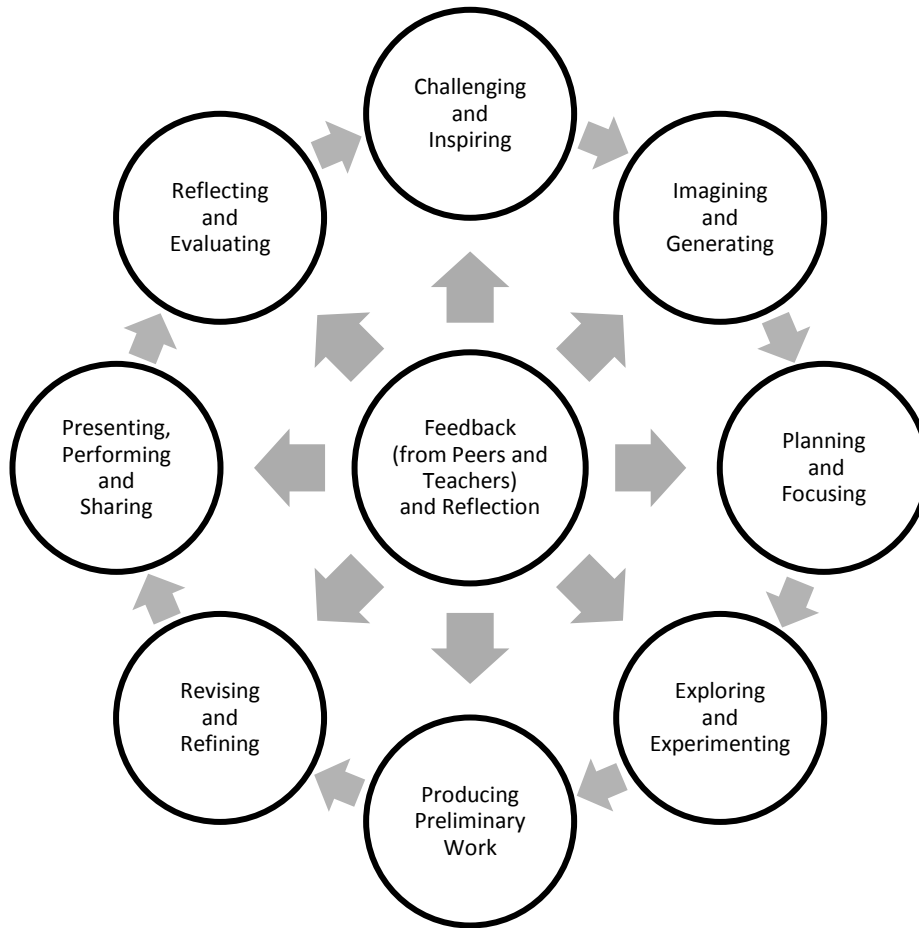 Challenging
and
Inspiring
Imagining
and
Generating
Planning
and
Focusing
Exploring
and
Experimenting
Producing
Preliminary
Work
Revising
and
Refining
Presenting,
Performing
and
Sharing
Reflecting
and
Evaluating
Feedback
(from Peers and
Teachers)
and Reflection